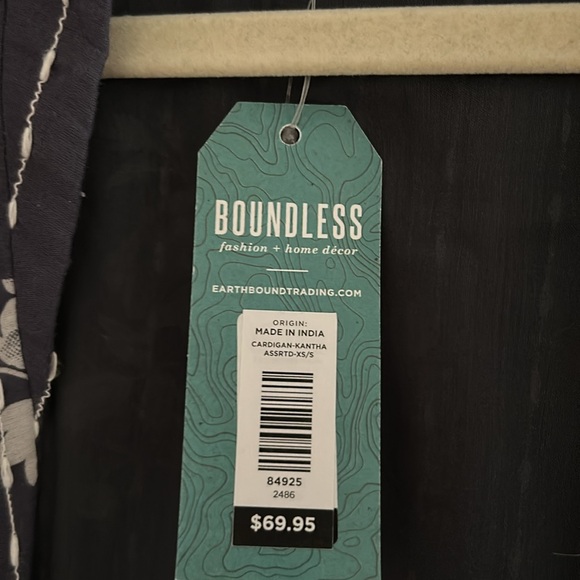 BOUNDLESS
fashion + home décor
EARTHBOUNDTRADING.COM
ORIGIN:
MADE IN INDIA
CARDIGAN-KANTHA
ASSRTD-XS/S
84925
2486
$69.95